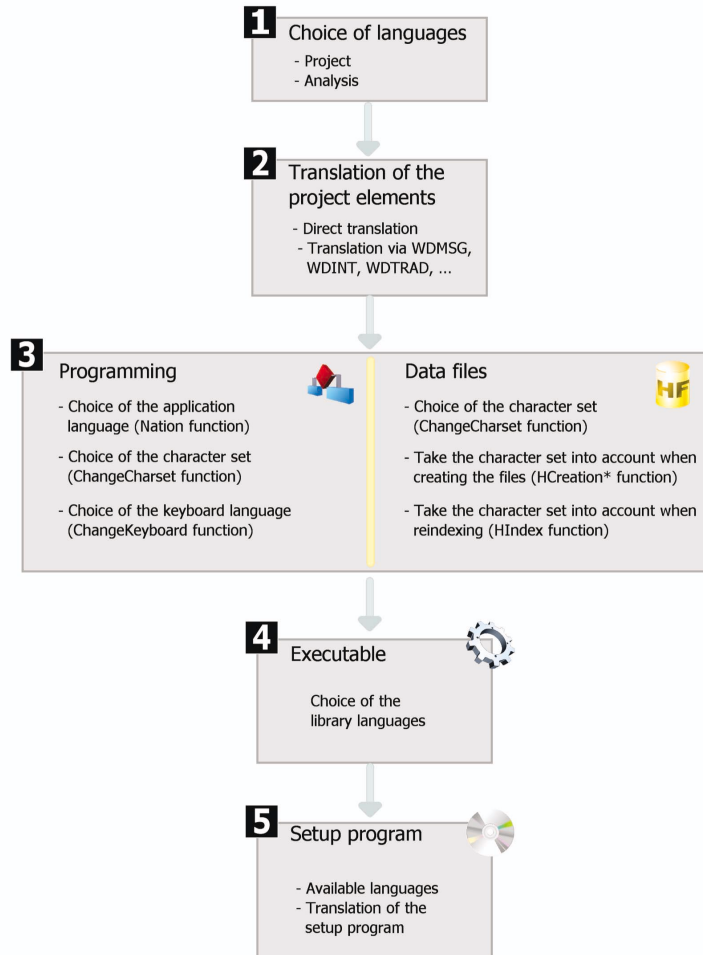 1
Choice of languages
- Project
- Analysis
2
Translation of the
project elements
- Direct translation
- Translation via WDMSG,
WDINT, WDTRAD, ...
3
Programming
- Choice of the application
language (Nation function)
- Choice of the character set
(ChangeCharset function)
- Choice of the keyboard language
(ChangeKeyboard function)
Data files
HF
- Choice of the character set
(ChangeCharset function)
- Take the character set into account when
creating the files (HCreation* function)
- Take the character set into account when
reindexing (HIndex function)
4
Executable
Choice of the
library languages
5
Setup program
- Available languages
- Translation of the
setup program